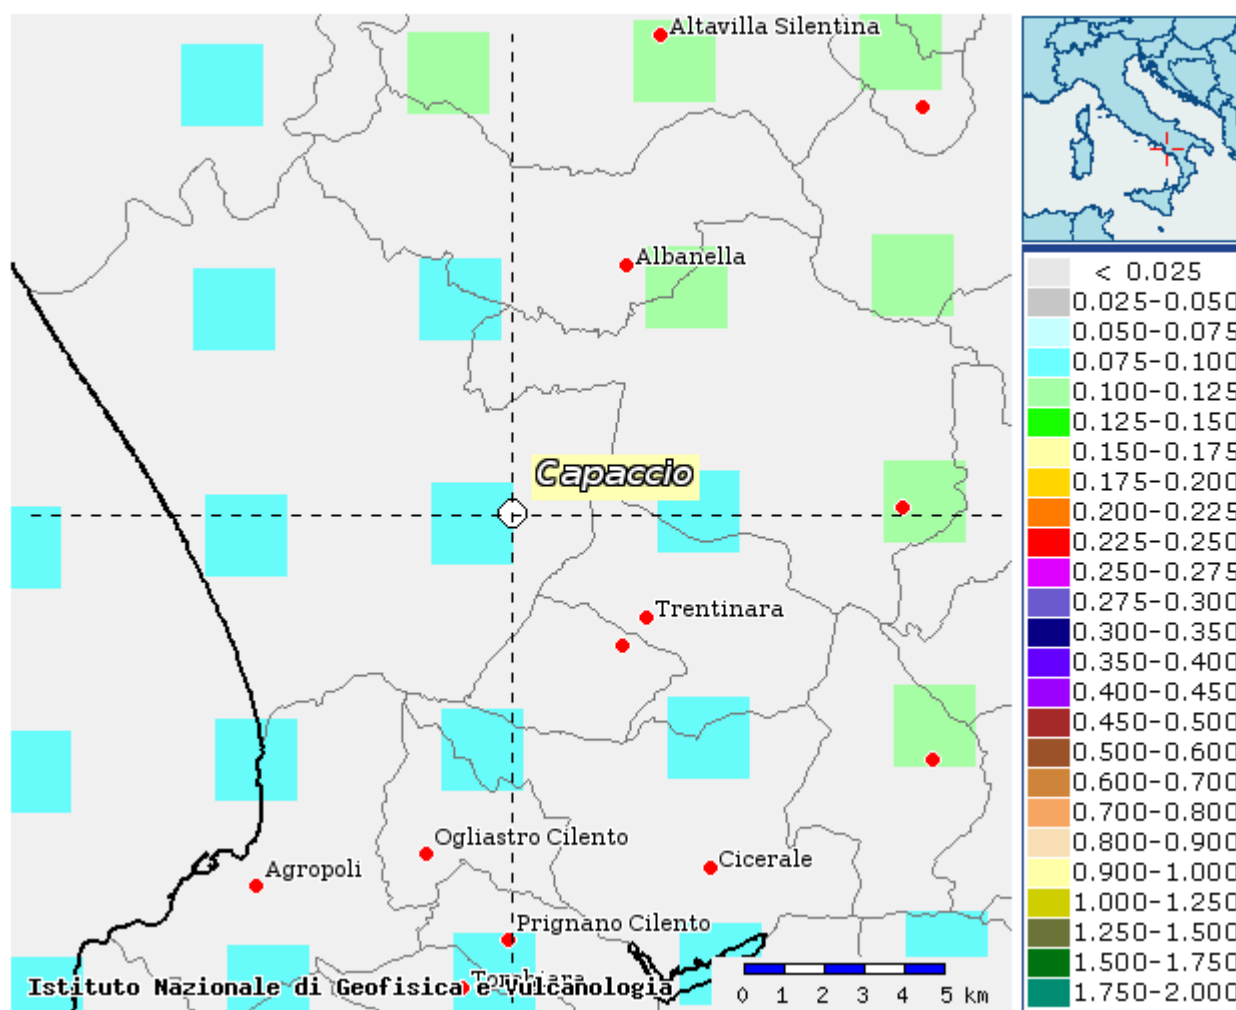 Altavilla Silentina
Albanella
Capaccio
Trentinara
Ogliastro Cilento
Cicerale
Agropoli
Prignano Cilento
Torchiara
Istituto Nazionale di Geofisica e Vulcanologia
0 1 2 3 4 5 km
< 0.025
0.025-0.050
0.050-0.075
0.075-0.100
0.100-0.125
0.125-0.150
0.150-0.175
0.175-0.200
0.200-0.225
0.225-0.250
0.250-0.275
0.275-0.300
0.300-0.350
0.350-0.400
0.400-0.450
0.450-0.500
0.500-0.600
0.600-0.700
0.700-0.800
0.800-0.900
0.900-1.000
1.000-1.250
1.250-1.500
1.500-1.750
1.750-2.000